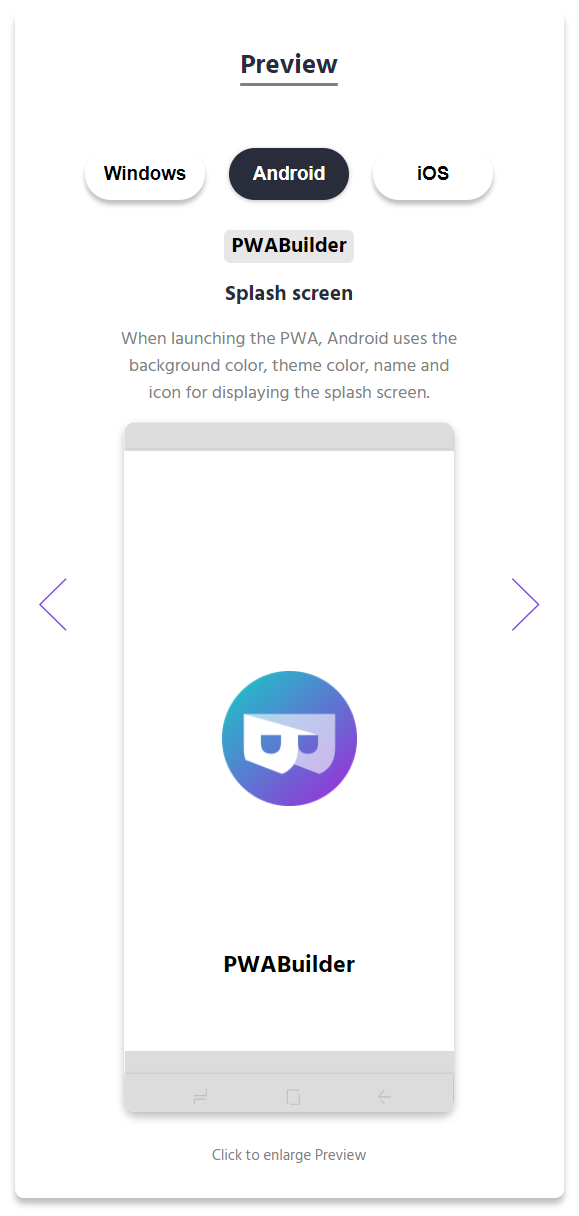 Preview
Windows
Android
iOS
PWABuilder
Splash screen
When launching the PWA, Android uses the
background color, theme color, name and
icon for displaying the splash screen.
PWABuilder
Click to enlarge Preview